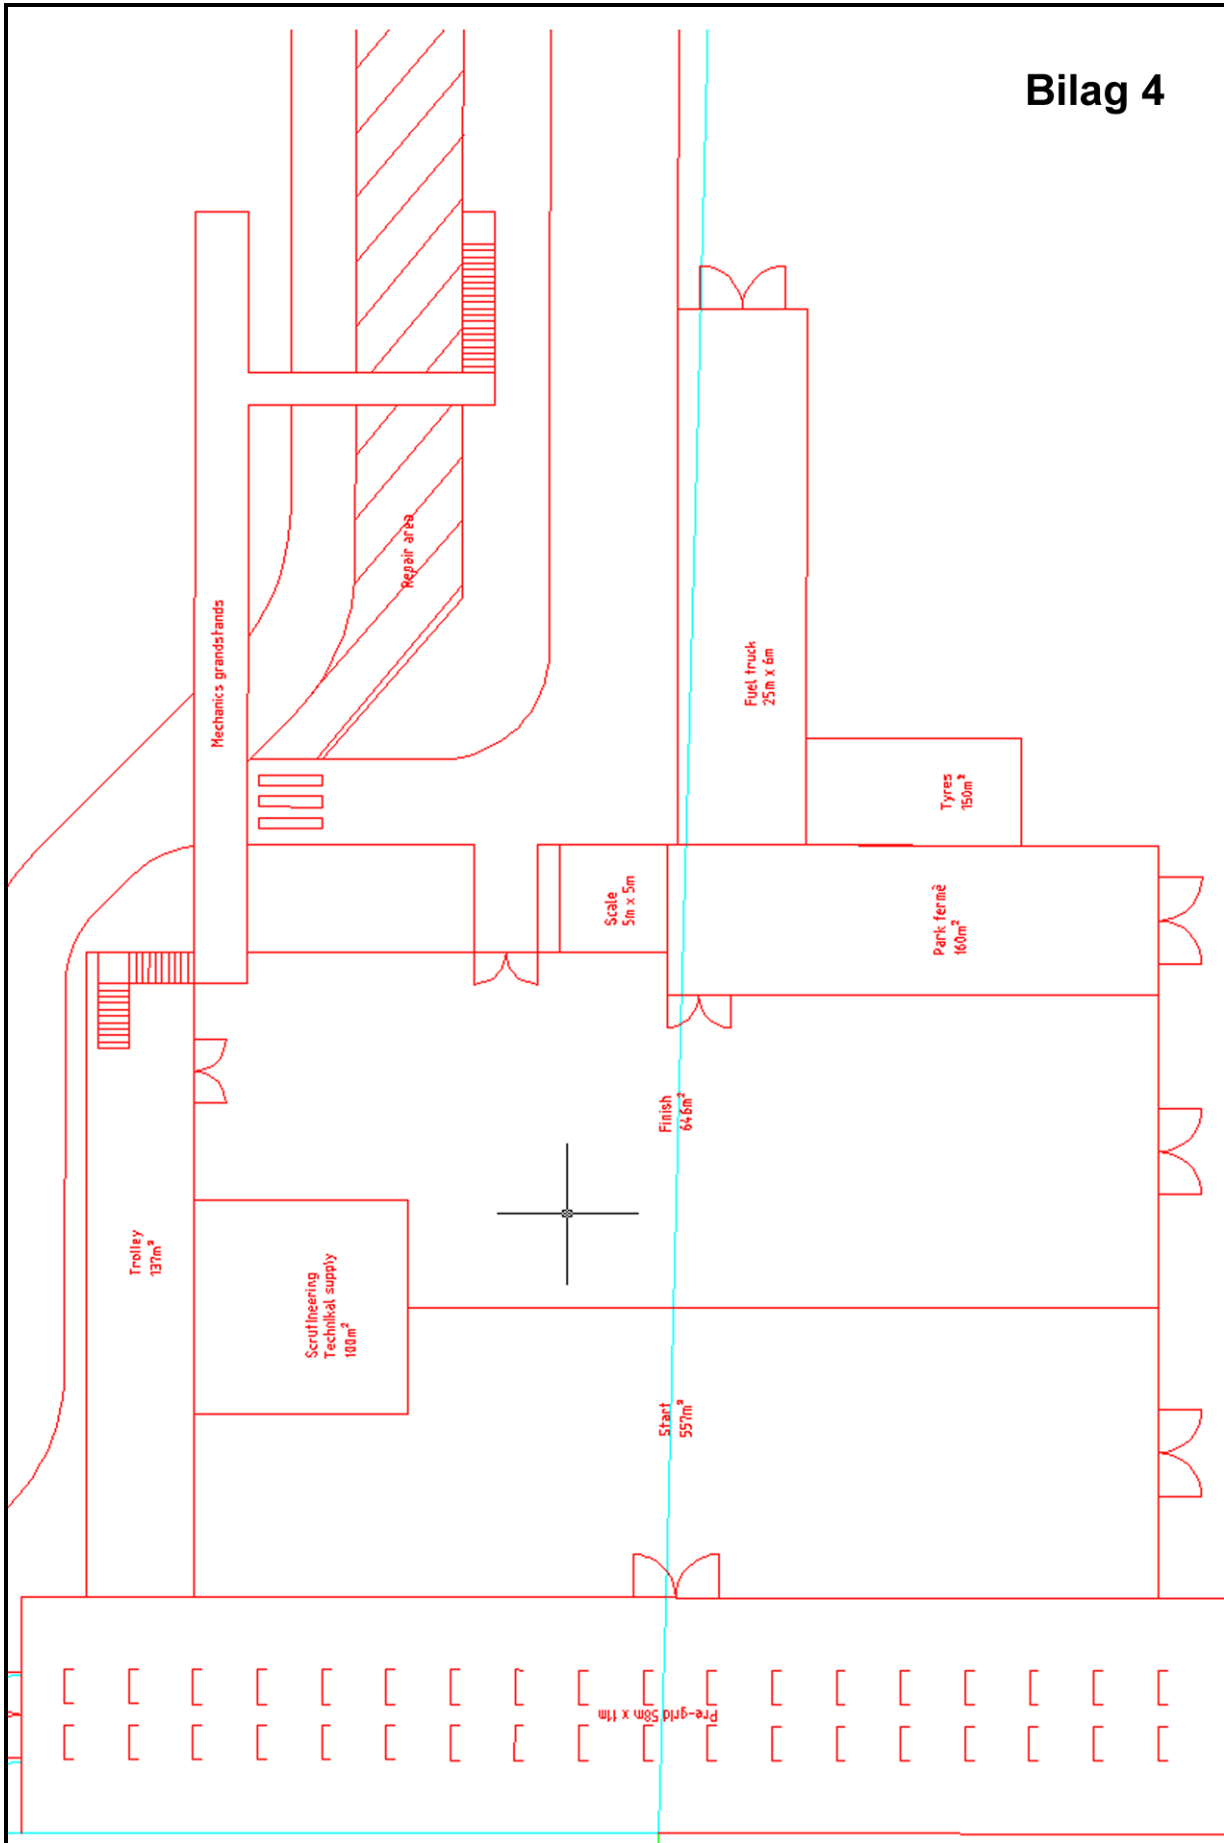 Bilag 4
Repair area
Mechanics grandstands
Fuel truck
25m x 6m
Tyres
150m²
Scale
5m x 5m
Park fermê
160m²
Finish
646m²
Trolley
137m²
Scrutineering
Technikal supply
100m²
Start
557m²
Pre-grid 58m x 11m